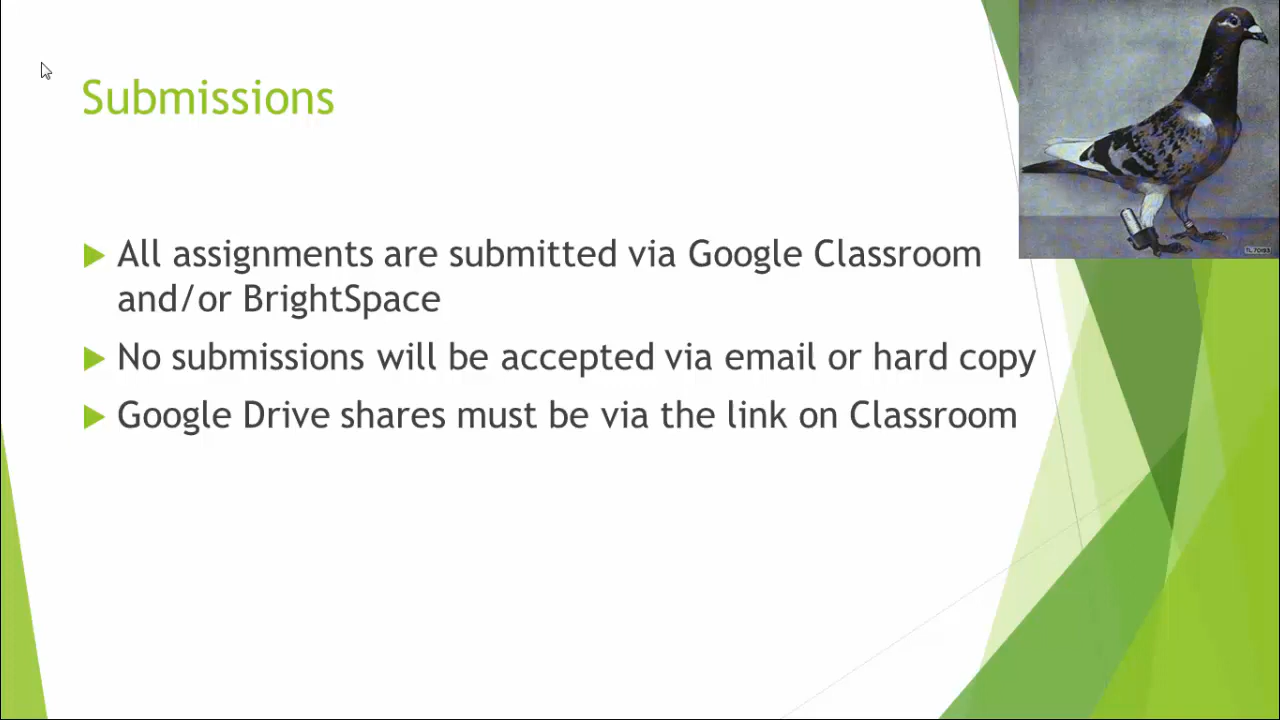 Submissions
All assignments are submitted via Google Classroom
and/or BrightSpace
No submissions will be accepted via email or hard copy
Google Drive shares must be via the link on Classroom